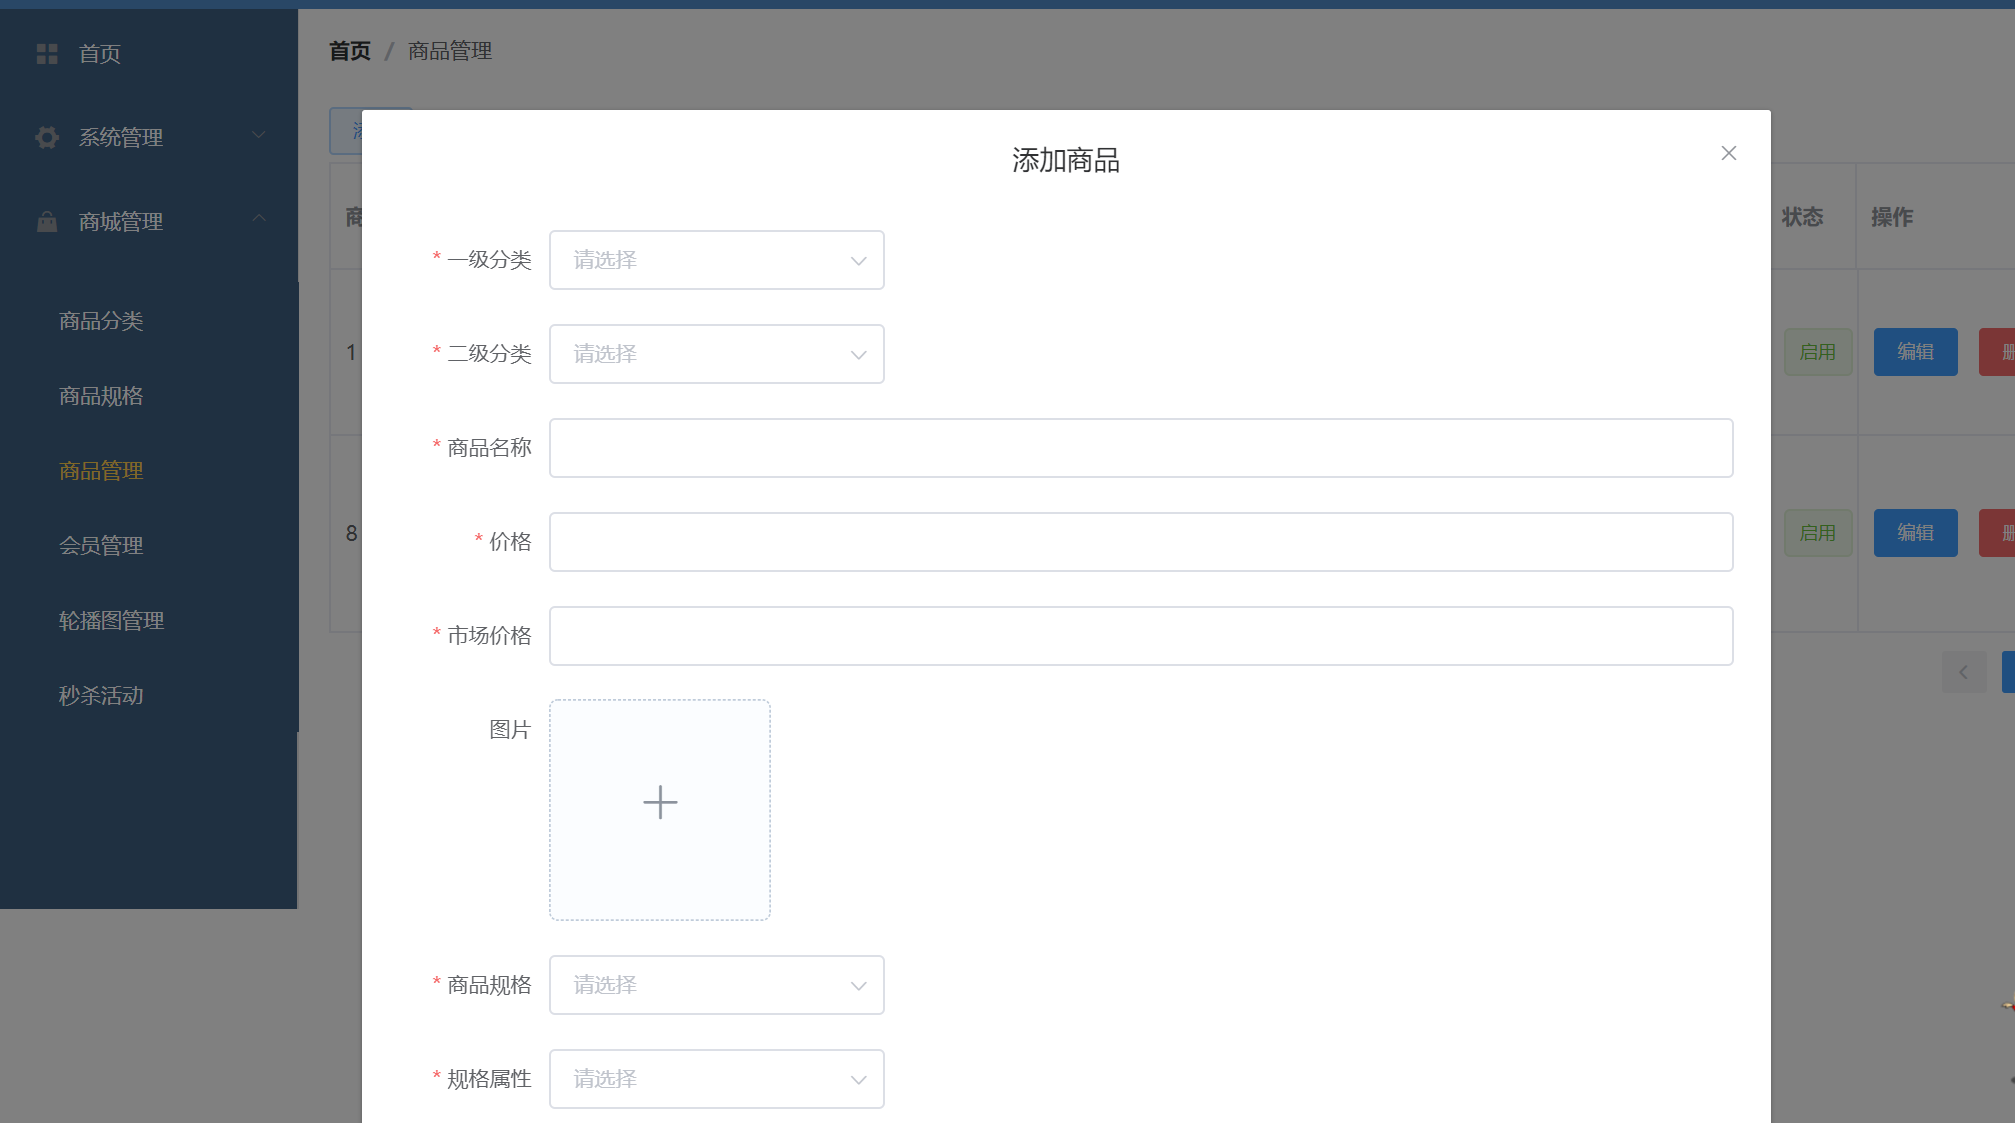 首页
系统管理
商城管理
商品分类
商品规格
商品管理
会员管理
轮播图管理
秒杀活动
首页 / 商品管理
添加商品
* 一级分类 请选择
* 二级分类 请选择
* 商品名称
* 价格
* 市场价格
图片
* 商品规格 请选择
* 规格属性 请选择
状态 操作
1 启用 编辑
8 启用 编辑